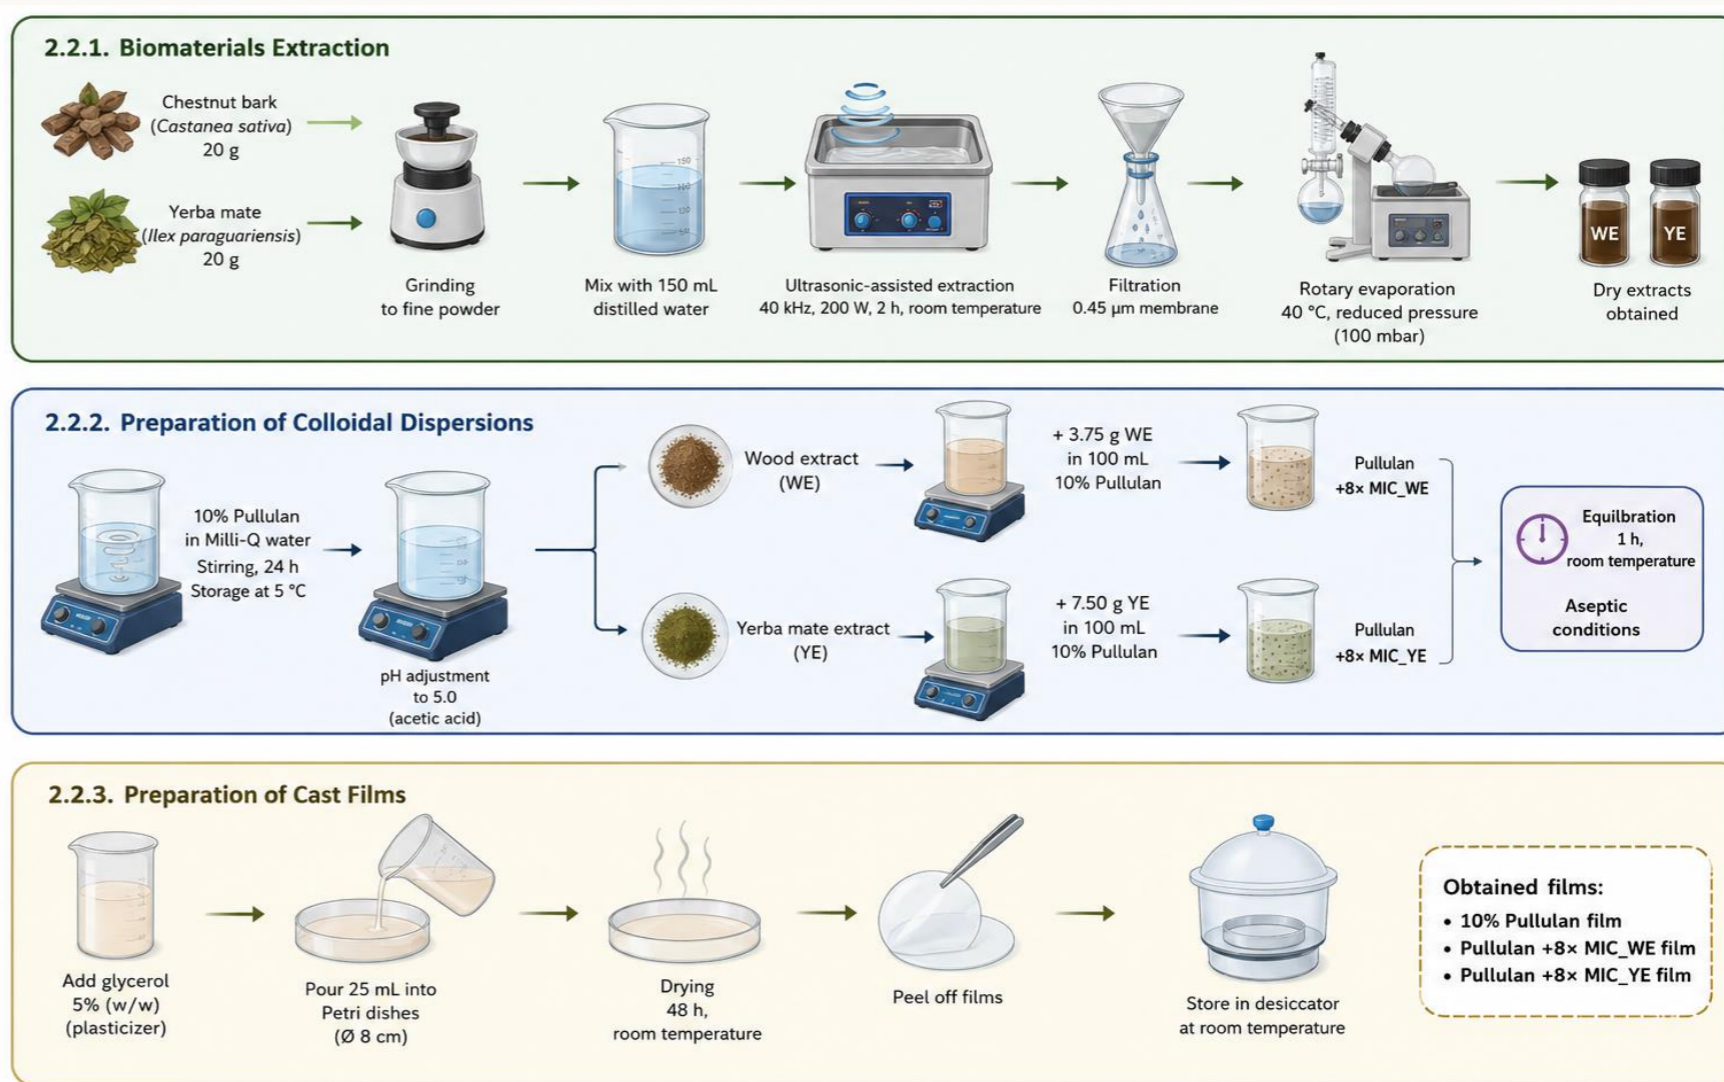 2.2.1. Biomaterials Extraction
Chestnut bark
(Castanea sativa)
20 g
Yerba mate
(Ilex paraguariensis)
20 g
Grinding
to fine powder
150
Mix with 150 mL
distilled water
Ultrasonic-assisted extraction
40 kHz, 200 W, 2 h, room temperature
Filtration
0.45 µm membrane
Rotary evaporation
40 °C, reduced pressure
(100 mbar)
WE
YE
Dry extracts
obtained
2.2.2. Preparation of Colloidal Dispersions
10% Pullulan
in Milli-Q water
Stirring, 24 h
Storage at 5 °C
pH adjustment
to 5.0
(acetic acid)
Wood extract
(WE)
+ 3.75 g WE
in 100 mL
10% Pullulan
Pullulan
+8× MIC_WE
Yerba mate extract
(YE)
+ 7.50 g YE
in 100 mL
10% Pullulan
Pullulan
+8× MIC_YE
Equilbration
1 h,
room temperature
Aseptic
conditions
2.2.3. Preparation of Cast Films
Add glycerol
5% (w/w)
(plasticizer)
Pour 25 mL into
Petri dishes
(Ø 8 cm)
Drying
48 h,
room temperature
Peel off films
Store in desiccator
at room temperature
Obtained films:
• 10% Pullulan film
• Pullulan +8× MIC_WE film
• Pullulan +8× MIC_YE film